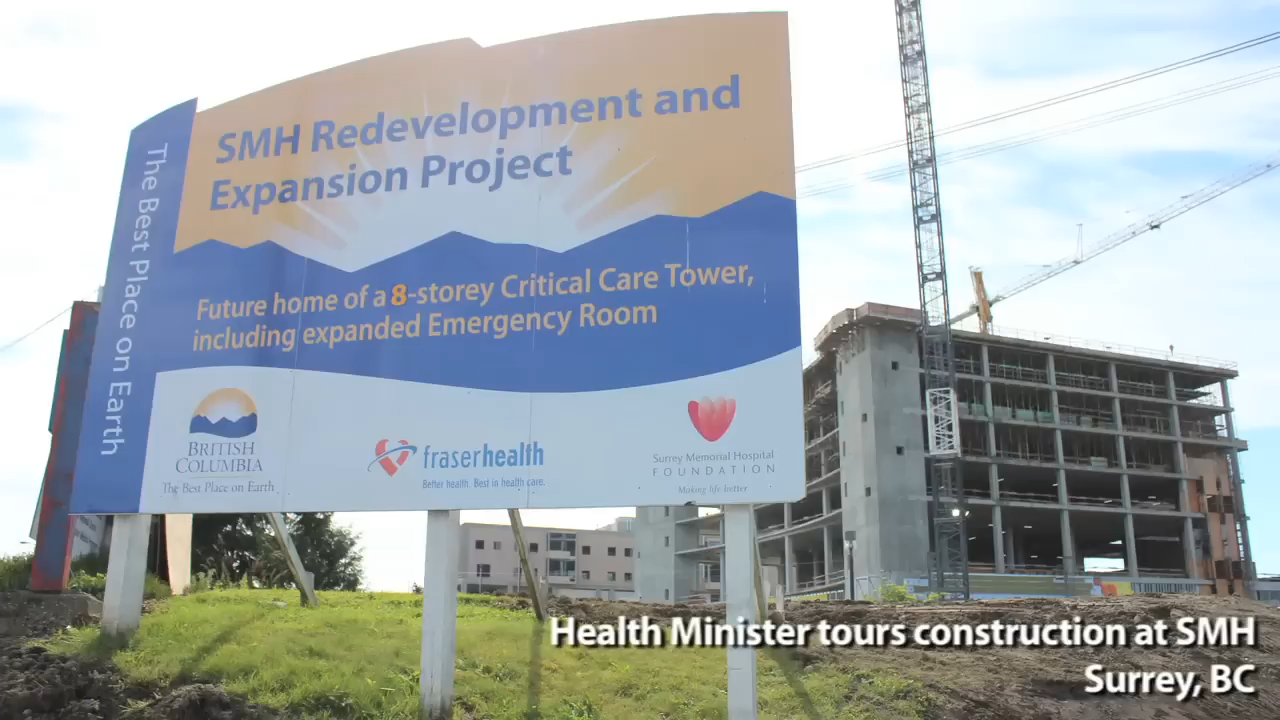 The Best Place on Earth
SMH Redevelopment and
Expansion Project
Future home of a 8-storey Critical Care Tower,
including expanded Emergency Room
BRITISH
COLUMBIA
The Best Place on Earth
fraserhealth
Better health. Best in health care.
Surrey Memorial Hospital
FOUNDATION
Making life better
Health Minister tours construction at SMH
Surrey, BC